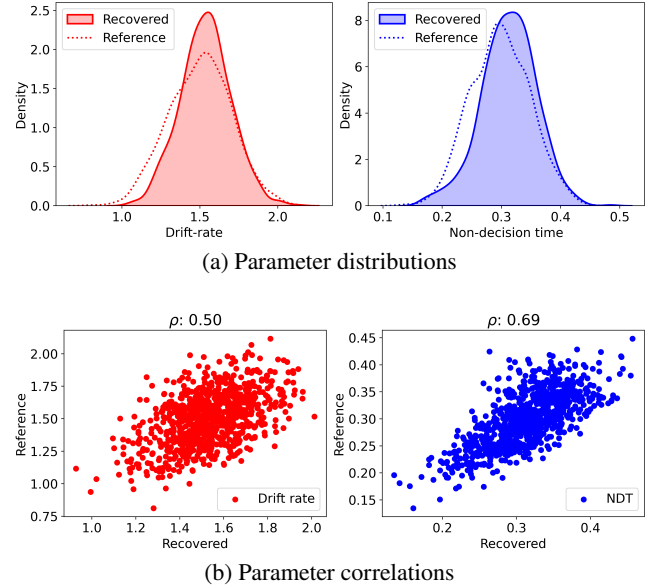 2.5
2.0
1.5
1.0
0.5
0.0
Density
Recovered
Reference
1.0 1.5 2.0
Drift-rate
8
6
4
2
0
Density
Recovered
Reference
0.1 0.2 0.3 0.4 0.5
Non-decision time
(a) Parameter distributions
ρ: 0.50
2.00
1.75
1.50
1.25
1.00
0.75
Reference
Drift rate
1.0 1.2 1.4 1.6 1.8 2.0
Recovered
ρ: 0.69
0.45
0.40
0.35
0.30
0.25
0.20
0.15
Reference
NDT
0.2 0.3 0.4
Recovered
(b) Parameter correlations